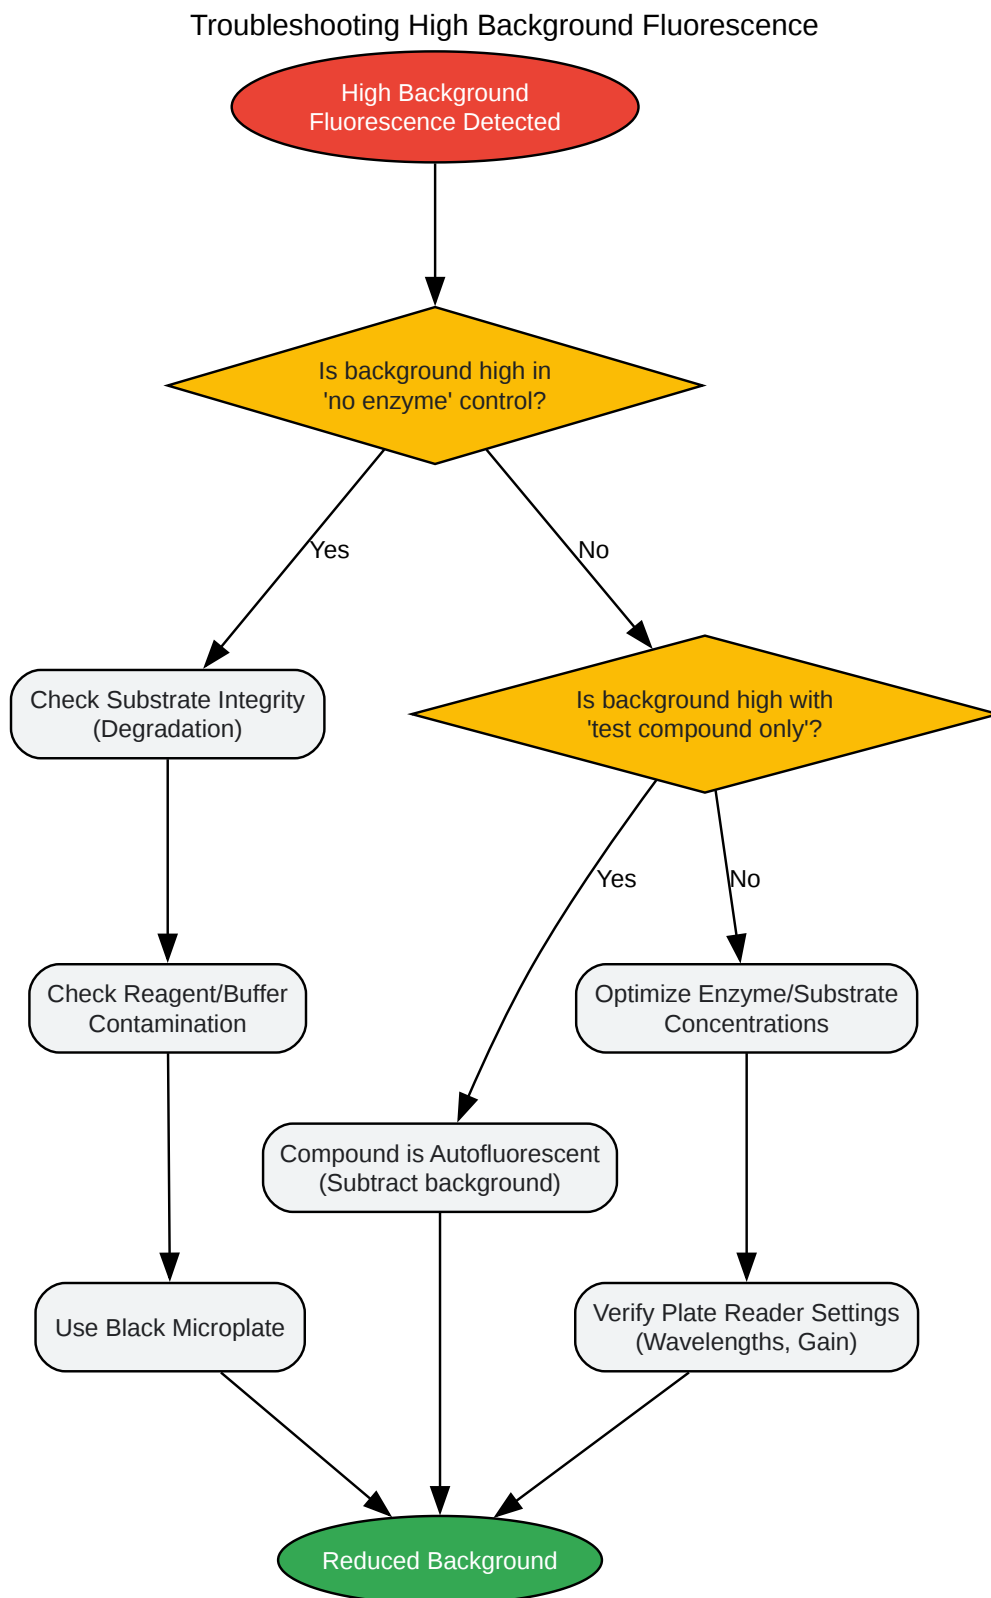 Troubleshooting High Background Fluorescence
High Background
Fluorescence Detected
Is background high in
'no enzyme' control?
Yes
No
Check Substrate Integrity
(Degradation)
Is background high with
'test compound only'?
Yes
No
Check Reagent/Buffer
Contamination
Optimize Enzyme/Substrate
Concentrations
Compound is Autofluorescent
(Subtract background)
Use Black Microplate
Verify Plate Reader Settings
(Wavelengths, Gain)
Reduced Background